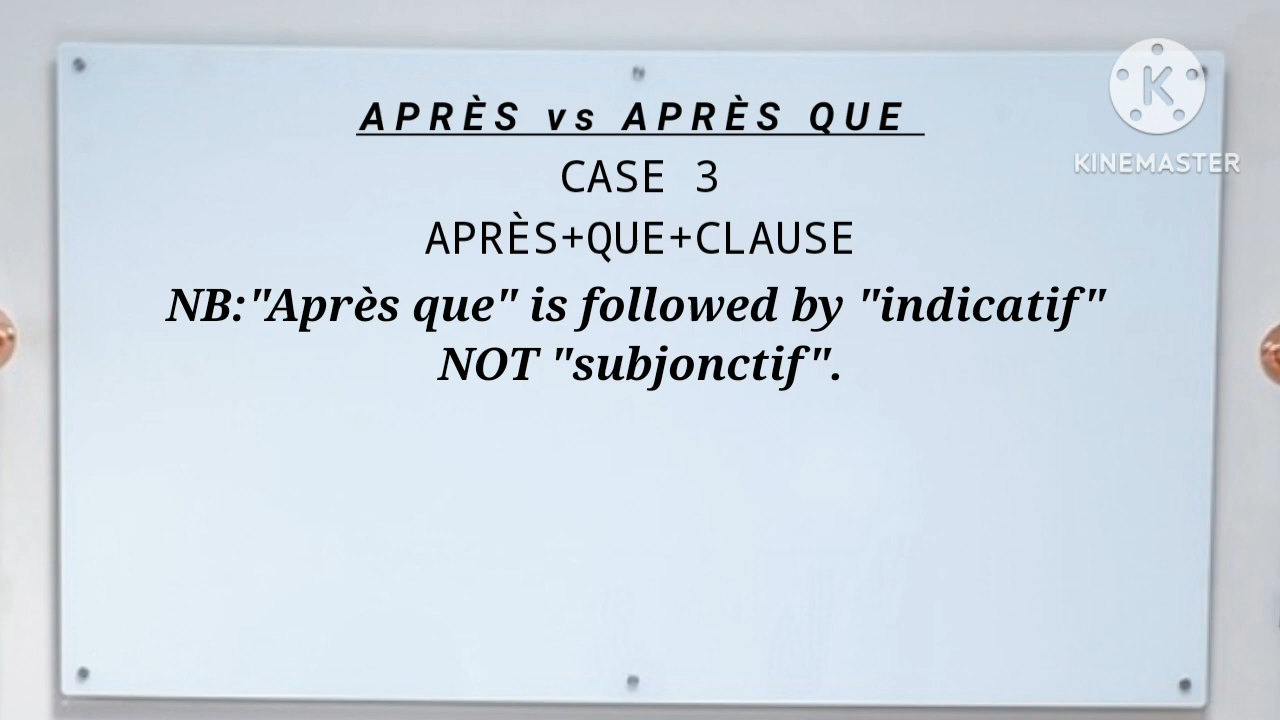 APRÈS vs APRÈS QUE
KINEMASTER
CASE 3
APRÈS+QUE+CLAUSE
NB:"Après que" is followed by "indicatif"
NOT "subjonctif".